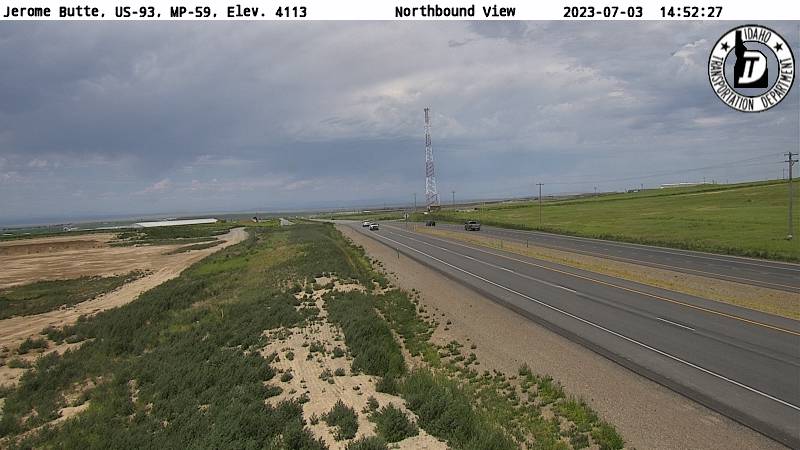 Jerome Butte, US-93, MP-59, Elev. 4113 Northbound View 2023-07-03 14:52:27
IDAHO
TRANSPORTATION DEPARTMENT